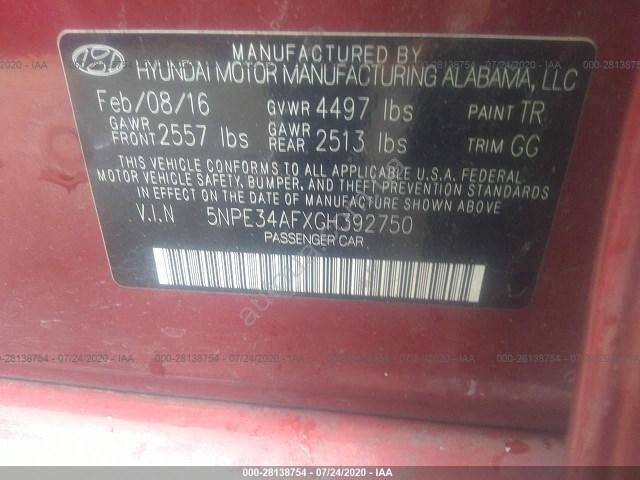 MANUFACTURED BY
HYUNDAI MOTOR MANUFACTURING ALABAMA, LLC
Feb/08/16 GVWR 4497 lbs PAINT TR
GAWR FRONT 2557 lbs GAWR REAR 2513 lbs TRIM GG
THIS VEHICLE CONFORMS TO ALL APPLICABLE U.S.A. FEDERAL
MOTOR VEHICLE SAFETY, BUMPER, AND THEFT PREVENTION STANDARDS
IN EFFECT ON THE DATE OF MANUFACTURE SHOWN ABOVE.
V.I.N 5NPE34AFXGH392750
PASSENGER CAR
000-28138754 - 07/24/2020 - IAA